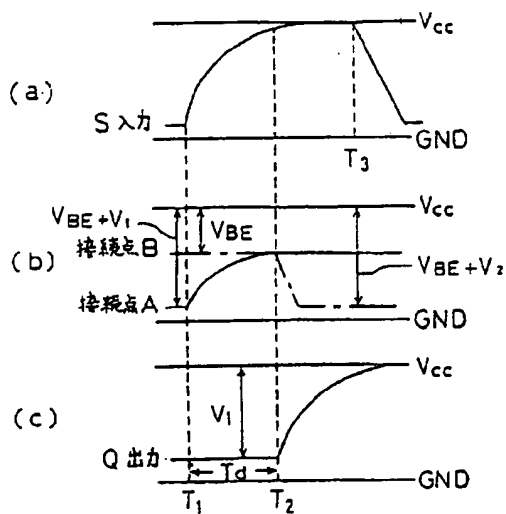 Vcc
(a)
S 入力
GND
T3
Vcc
VBE+V1
VBE
接続点B
(b)
VBE+V2
接続点A
GND
Vcc
(c)
V1
Q 出力
Td
GND
T1
T2